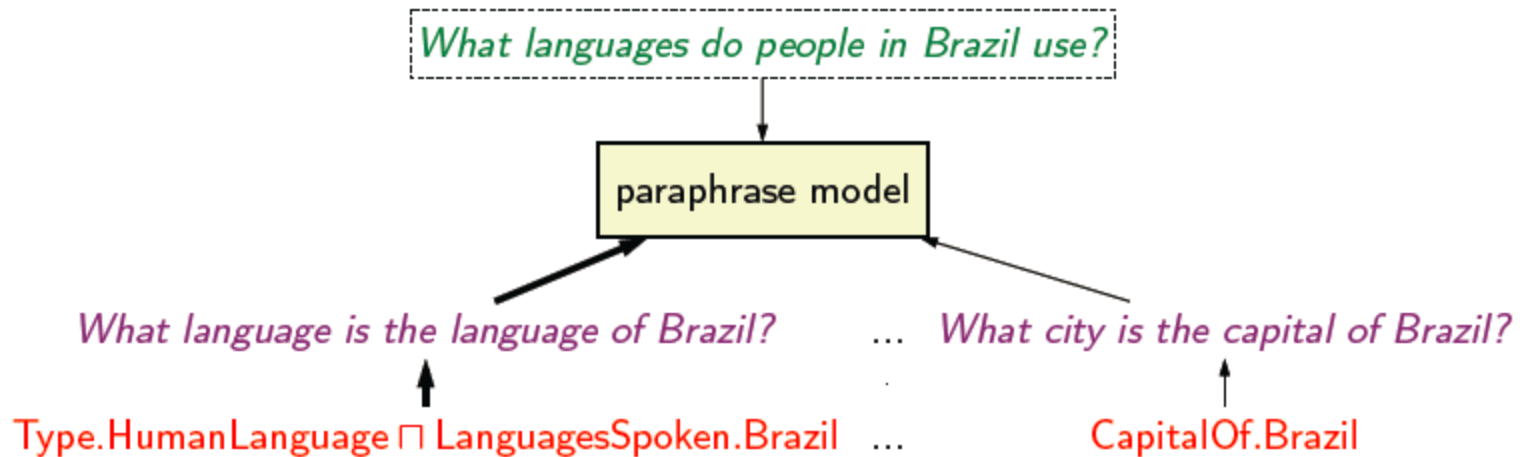 What languages do people in Brazil use?
paraphrase model
What language is the language of Brazil? ... What city is the capital of Brazil?
Type.HumanLanguage ⊓ LanguagesSpoken.Brazil ... CapitalOf.Brazil